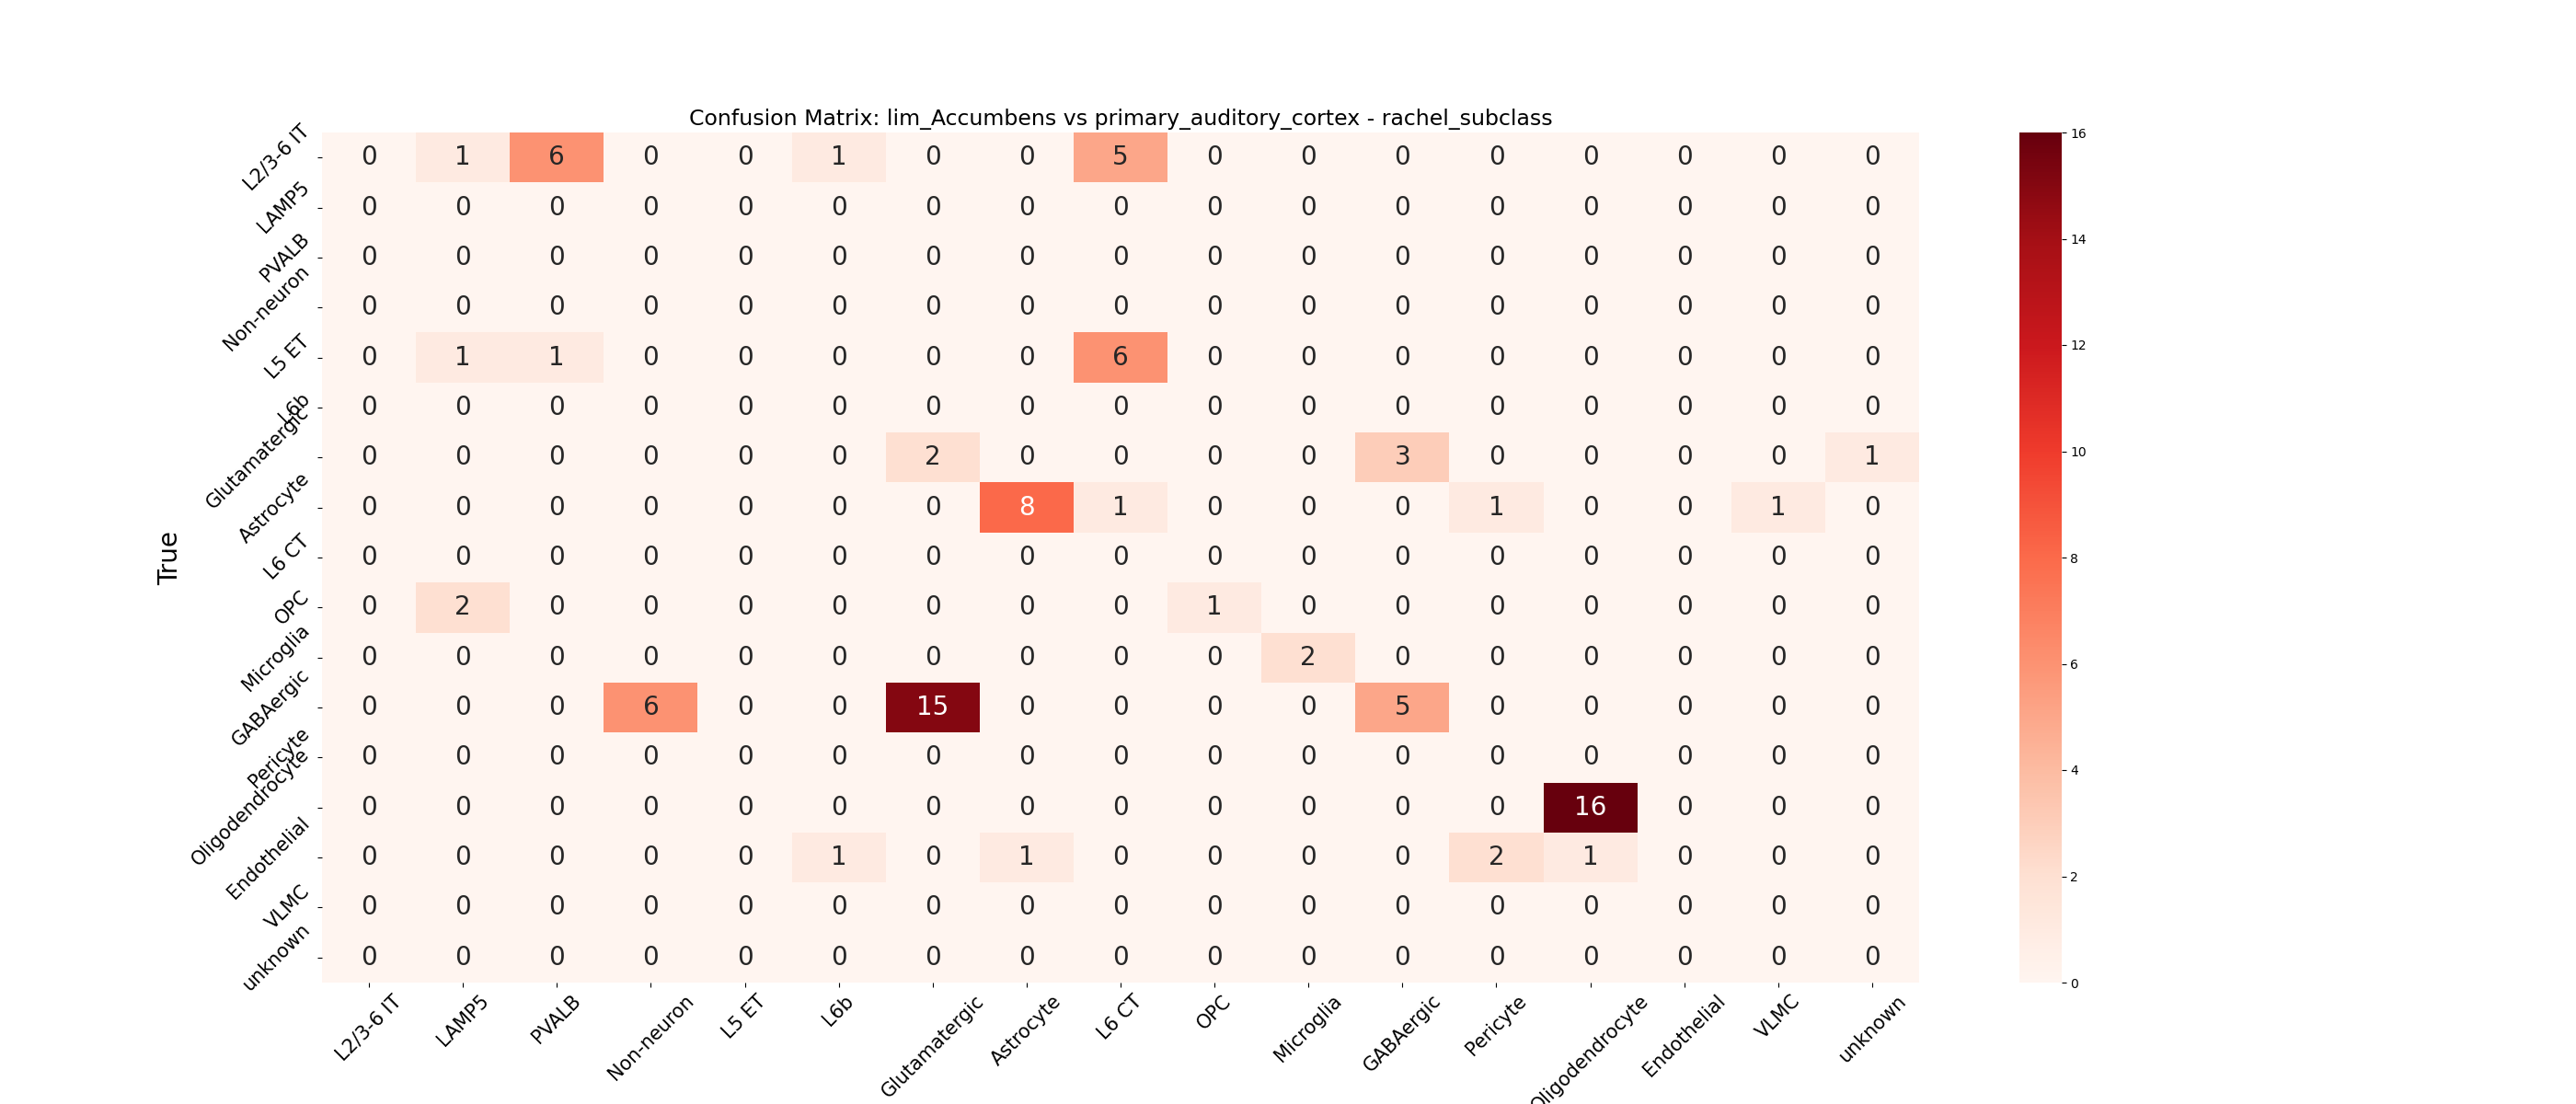 Confusion Matrix: lim_Accumbens vs primary_auditory_cortex - rachel_subclass
L2/3-6 IT 0 1 6 0 0 1 0 0 5 0 0 0 0 0 0 0 0
LAMP5 0 0 0 0 0 0 0 0 0 0 0 0 0 0 0 0 0
PVALB 0 0 0 0 0 0 0 0 0 0 0 0 0 0 0 0 0
Non-neuron 0 0 0 0 0 0 0 0 0 0 0 0 0 0 0 0 0
L5 ET 0 1 1 0 0 0 0 0 6 0 0 0 0 0 0 0 0
L6b 0 0 0 0 0 0 0 0 0 0 0 0 0 0 0 0 0
Glutamatergic 0 0 0 0 0 0 2 0 0 0 0 3 0 0 0 0 1
Astrocyte 0 0 0 0 0 0 0 8 1 0 0 0 1 0 0 1 0
L6 CT 0 0 0 0 0 0 0 0 0 0 0 0 0 0 0 0 0
OPC 0 2 0 0 0 0 0 0 0 1 0 0 0 0 0 0 0
Microglia 0 0 0 0 0 0 0 0 0 0 2 0 0 0 0 0 0
GABAergic 0 0 0 6 0 0 15 0 0 0 0 5 0 0 0 0 0
Pericyte 0 0 0 0 0 0 0 0 0 0 0 0 0 0 0 0 0
Oligodendrocyte 0 0 0 0 0 0 0 0 0 0 0 0 0 16 0 0 0
Endothelial 0 0 0 0 0 1 0 1 0 0 0 0 2 1 0 0 0
VLMC 0 0 0 0 0 0 0 0 0 0 0 0 0 0 0 0 0
unknown 0 0 0 0 0 0 0 0 0 0 0 0 0 0 0 0 0
True
L2/3-6 IT LAMP5 PVALB Non-neuron L5 ET L6b Glutamatergic Astrocyte L6 CT OPC Microglia GABAergic Pericyte Oligodendrocyte Endothelial VLMC unknown
16
14
12
10
8
6
4
2
0